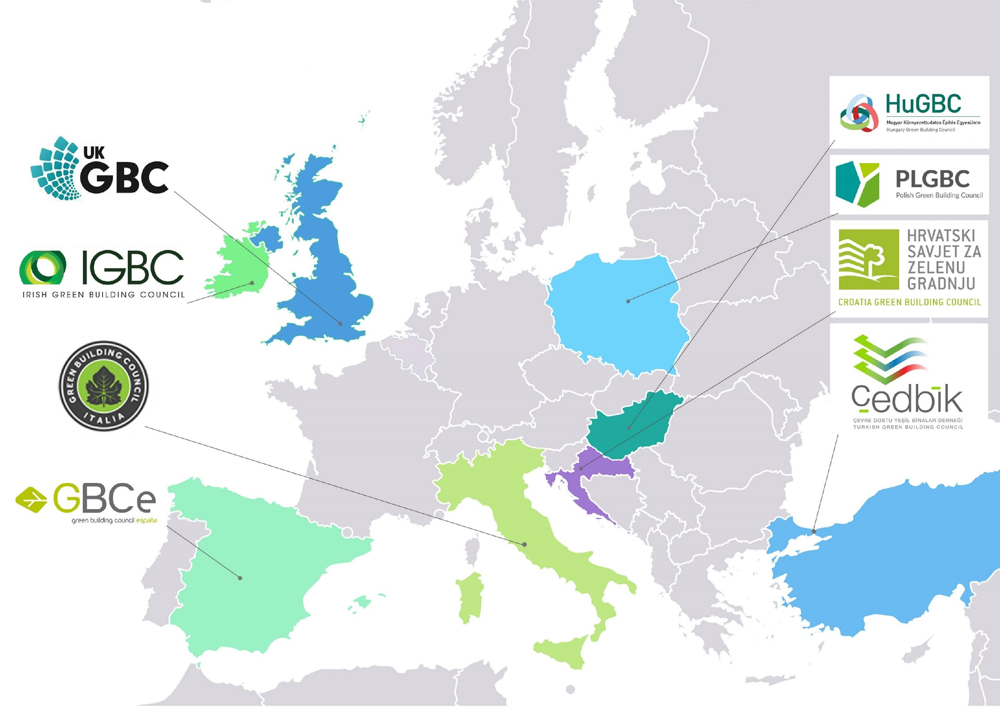 UK
GBC
IGBC
IRISH GREEN BUILDING COUNCIL
GREEN BUILDING COUNCIL
ITALIA
GBCe
green building council españa
HuGBC
Magyar Környezettudatos Építés Egyesülete
Hungary Green Building Council
PLGBC
Polish Green Building Council
HRVATSKI
SAVJET ZA
ZELENU
GRADNJU
CROATIA GREEN BUILDING COUNCIL
çedbik
ÇEVRE DOSTU YEŞİL BİNALAR DERNEĞİ
TURKISH GREEN BUILDING COUNCIL